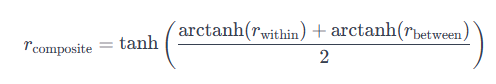 r_composite = tanh( (arctanh(r_within) + arctanh(r_between)) / 2 )